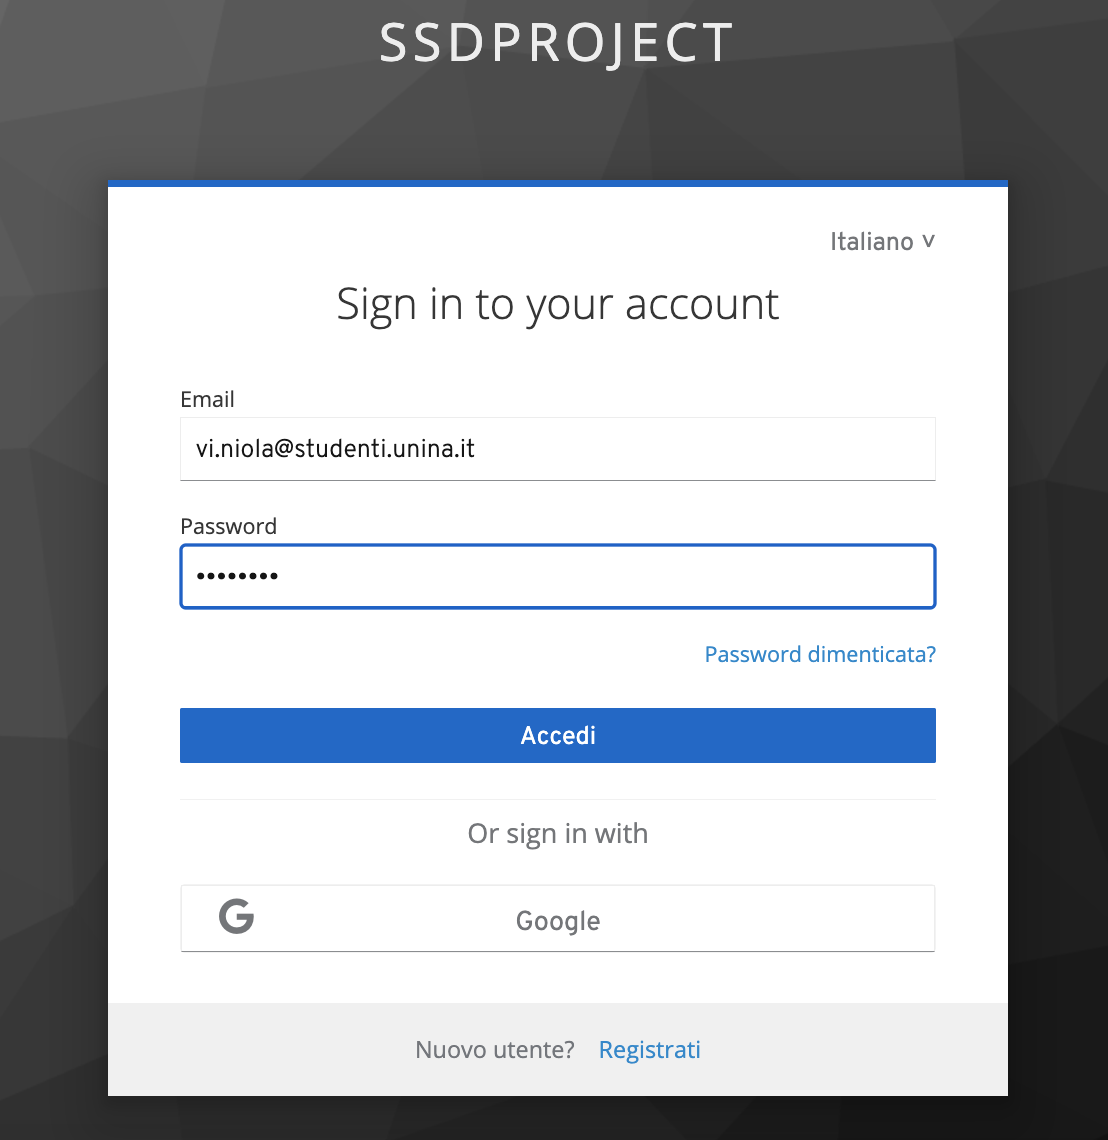 SSDPROJECT
Italiano
Sign in to your account
Email
vi.niola@studenti.unina.it
Password
••••••••
Password dimenticata?
Accedi
Or sign in with
G Google
Nuovo utente? Registrati